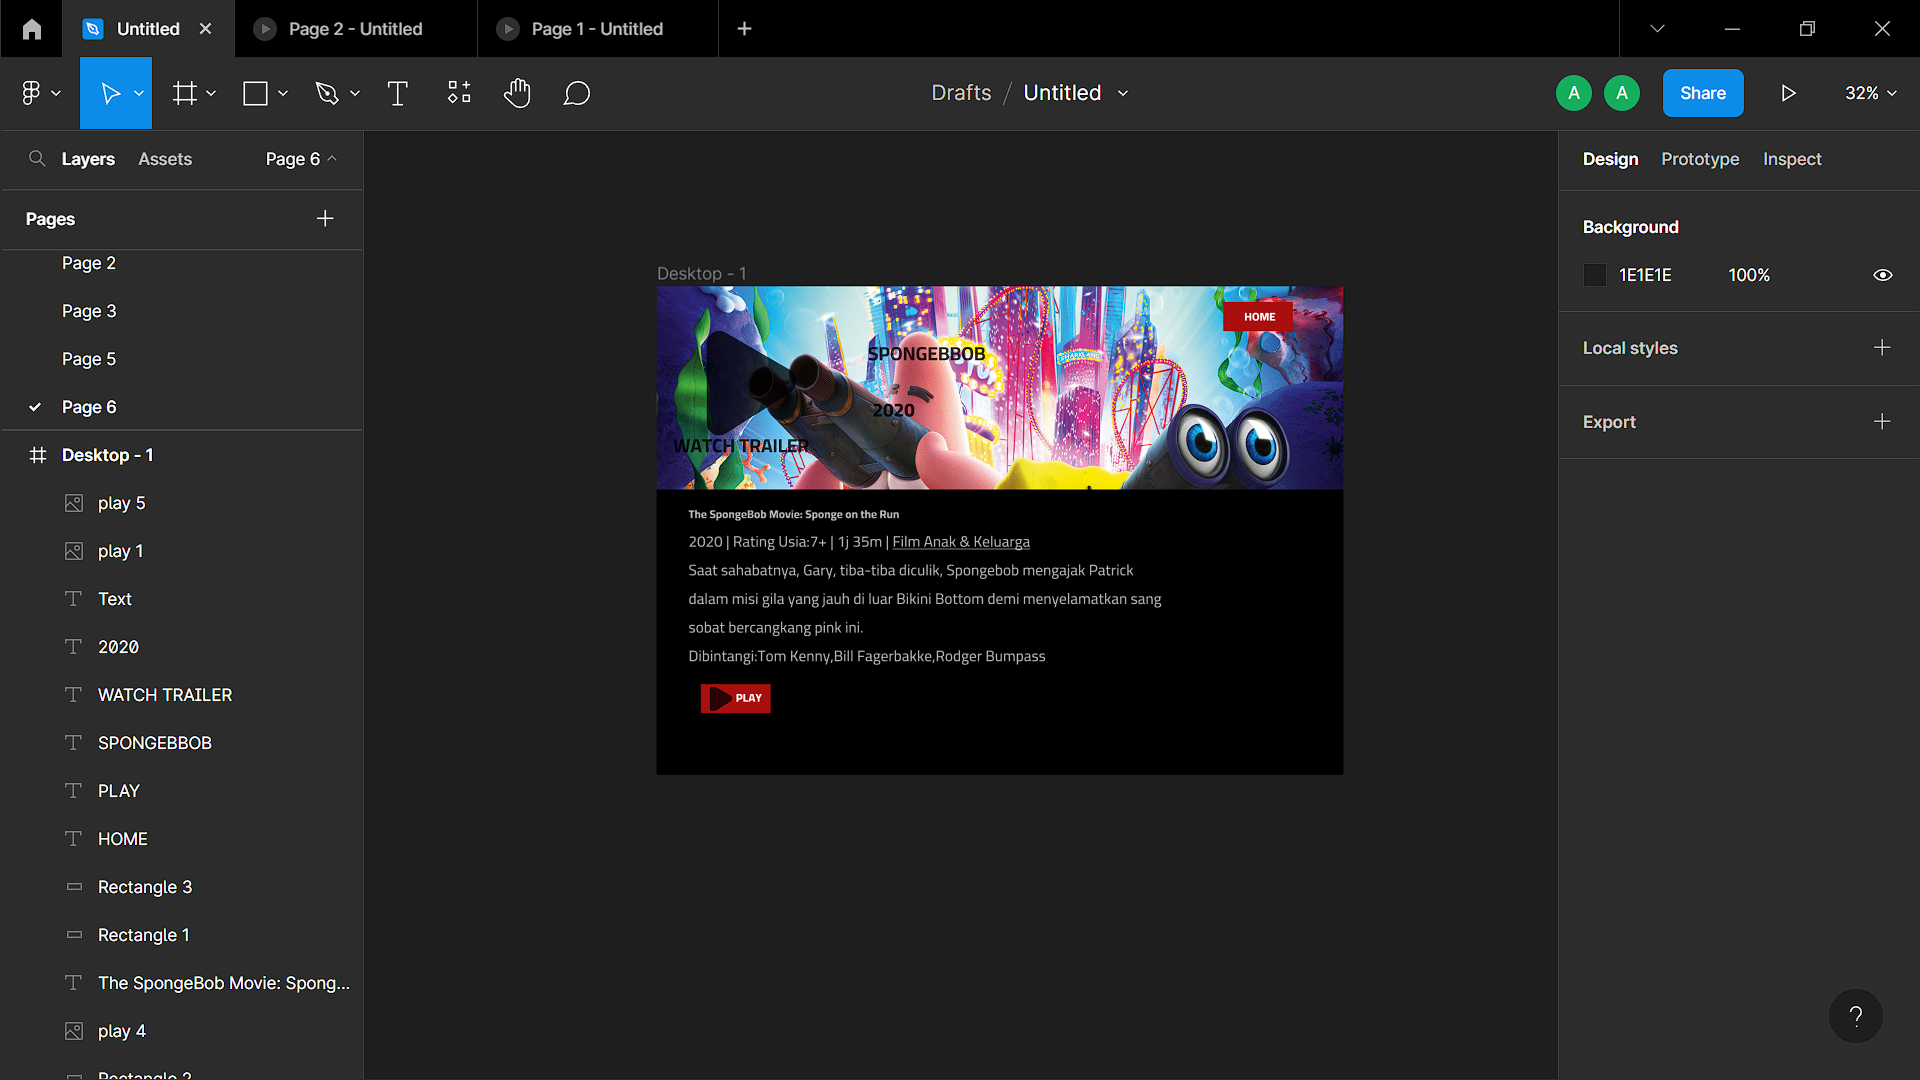 Untitled
Page 2 - Untitled
Page 1 - Untitled
Drafts / Untitled
A
A
Share
32%
Layers
Assets
Page 6
Design
Prototype
Inspect
Pages
Page 2
Page 3
Page 5
Page 6
Desktop - 1
play 5
play 1
Text
2020
WATCH TRAILER
SPONGEBBOB
PLAY
HOME
Rectangle 3
Rectangle 1
The SpongeBob Movie: Spong...
play 4
Rectangle 2
Desktop - 1
HOME
SPONGEBBOB
SHARKLAND
2020
WATCH TRAILER
The SpongeBob Movie: Sponge on the Run
2020 | Rating Usia:7+ | 1j 35m | Film Anak & Keluarga
Saat sahabatnya, Gary, tiba-tiba diculik, Spongebob mengajak Patrick
dalam misi gila yang jauh di luar Bikini Bottom demi menyelamatkan sang
sobat bercangkang pink ini.
Dibintangi:Tom Kenny,Bill Fagerbakke,Rodger Bumpass
PLAY
Background
1E1E1E
100%
Local styles
Export
?